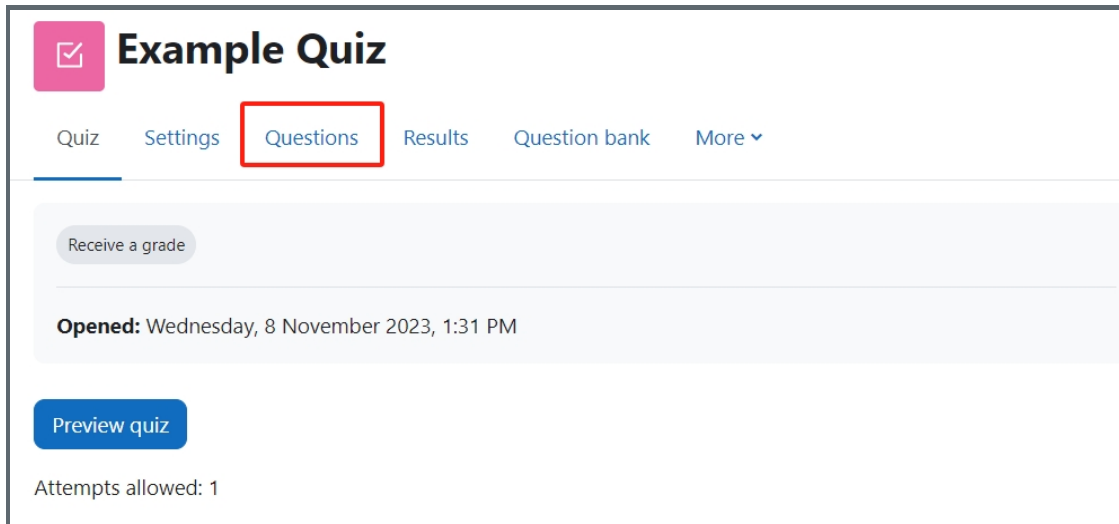 Example Quiz
Quiz Settings Questions Results Question bank More
Receive a grade
Opened: Wednesday, 8 November 2023, 1:31 PM
Preview quiz
Attempts allowed: 1